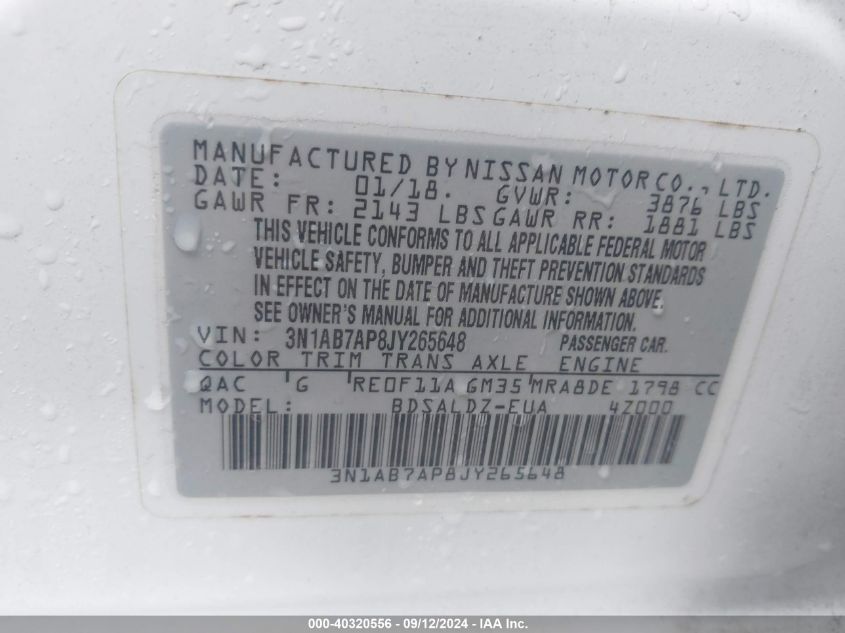 MANUFACTURED BY NISSAN MOTOR CO., LTD.
DATE: 01/18. GVWR: 3876 LBS
GAWR FR: 2143 LBS GAWR RR: 1881 LBS
THIS VEHICLE CONFORMS TO ALL APPLICABLE FEDERAL MOTOR
VEHICLE SAFETY, BUMPER AND THEFT PREVENTION STANDARDS
IN EFFECT ON THE DATE OF MANUFACTURE SHOWN ABOVE.
SEE OWNER'S MANUAL FOR ADDITIONAL INFORMATION.
VIN: 3N1AB7AP8JY265648 PASSENGER CAR.
COLOR TRIM TRANS AXLE ENGINE
QAC G RE0F11A GM35 MRA8DE 1798 CC
MODEL: BDSALDZ-EUA 4Z000
3N1AB7AP8JY265648
000-40320556 - 09/12/2024 - IAA Inc.